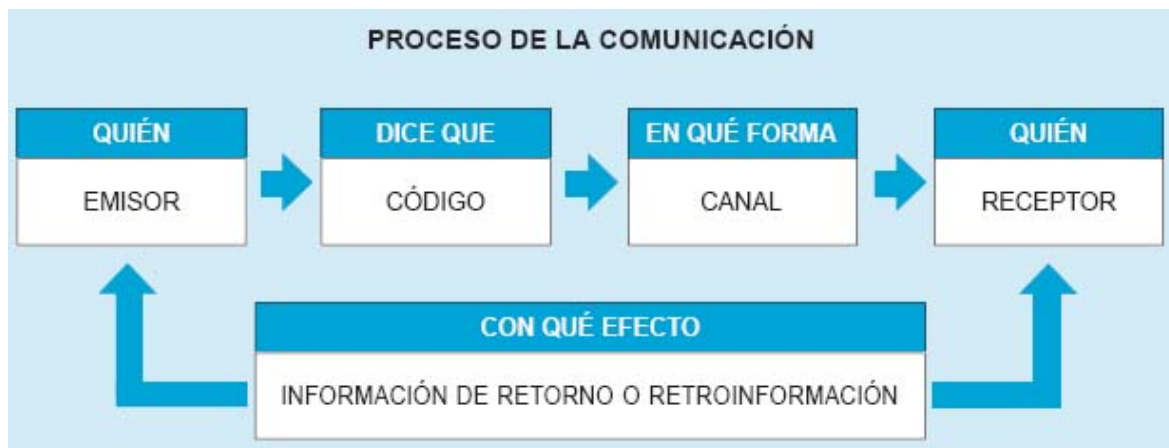 PROCESO DE LA COMUNICACIÓN
QUIÉN
EMISOR
DICE QUE
CÓDIGO
EN QUÉ FORMA
CANAL
QUIÉN
RECEPTOR
CON QUÉ EFECTO
INFORMACIÓN DE RETORNO O RETROINFORMACIÓN